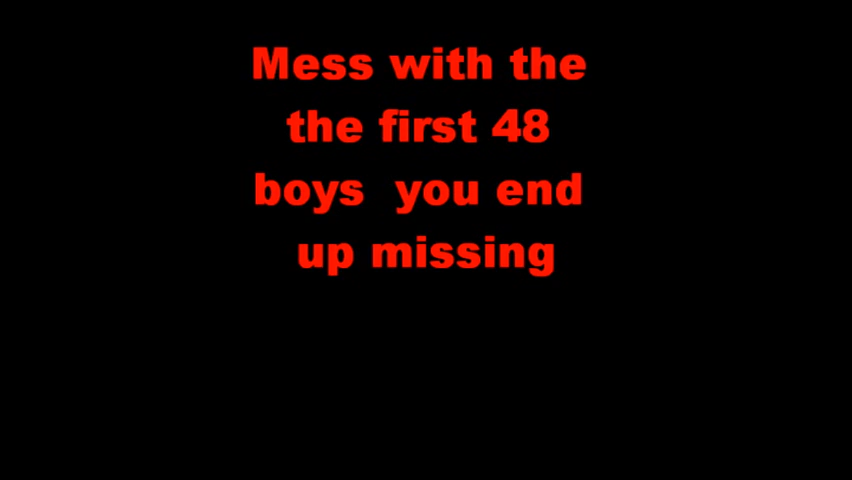 Mess with the
the first 48
boys  you end
up missing